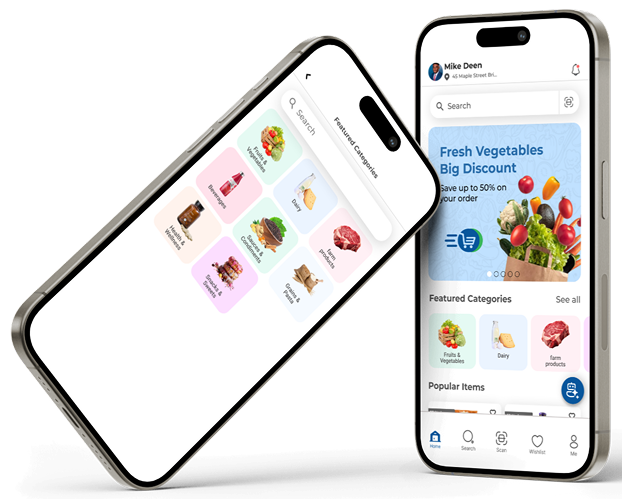 Featured Categories
Search
Fruits &
Vegetables
Dairy
farm
products
Beverages
Sauces &
Condiments
Grains &
Pasta
Health &
Wellness
Snacks &
Sweets
Mike Deen
45 Maple Street Bri...
Search
Fresh Vegetables
Big Discount
Save up to 50% on
your order
Featured Categories
See all
Fruits &
Vegetables
Dairy
farm
products
Popular Items
Home
Search
Scan
Wishlist
Me